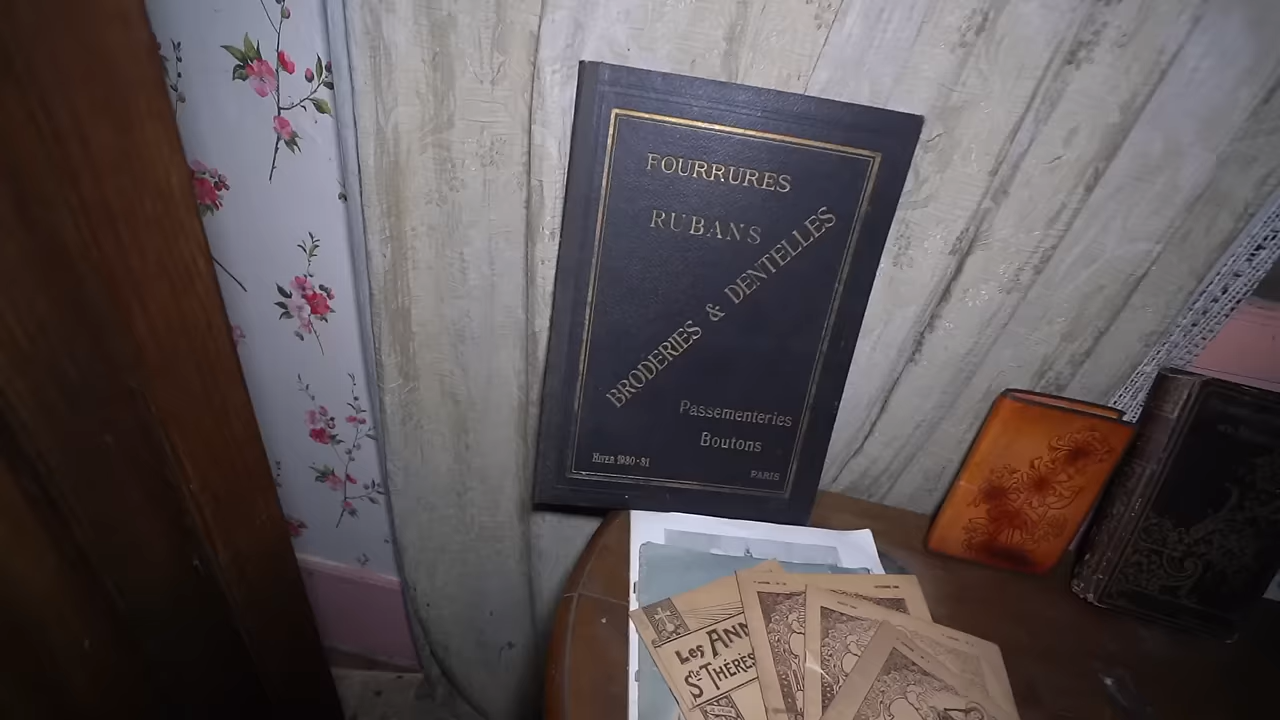 FOURRURES
RUBANS
BRODERIES & DENTELLES
Passementeries
Boutons
HIVER 1930-31
PARIS
Les ANN
Ste THÉRÈS